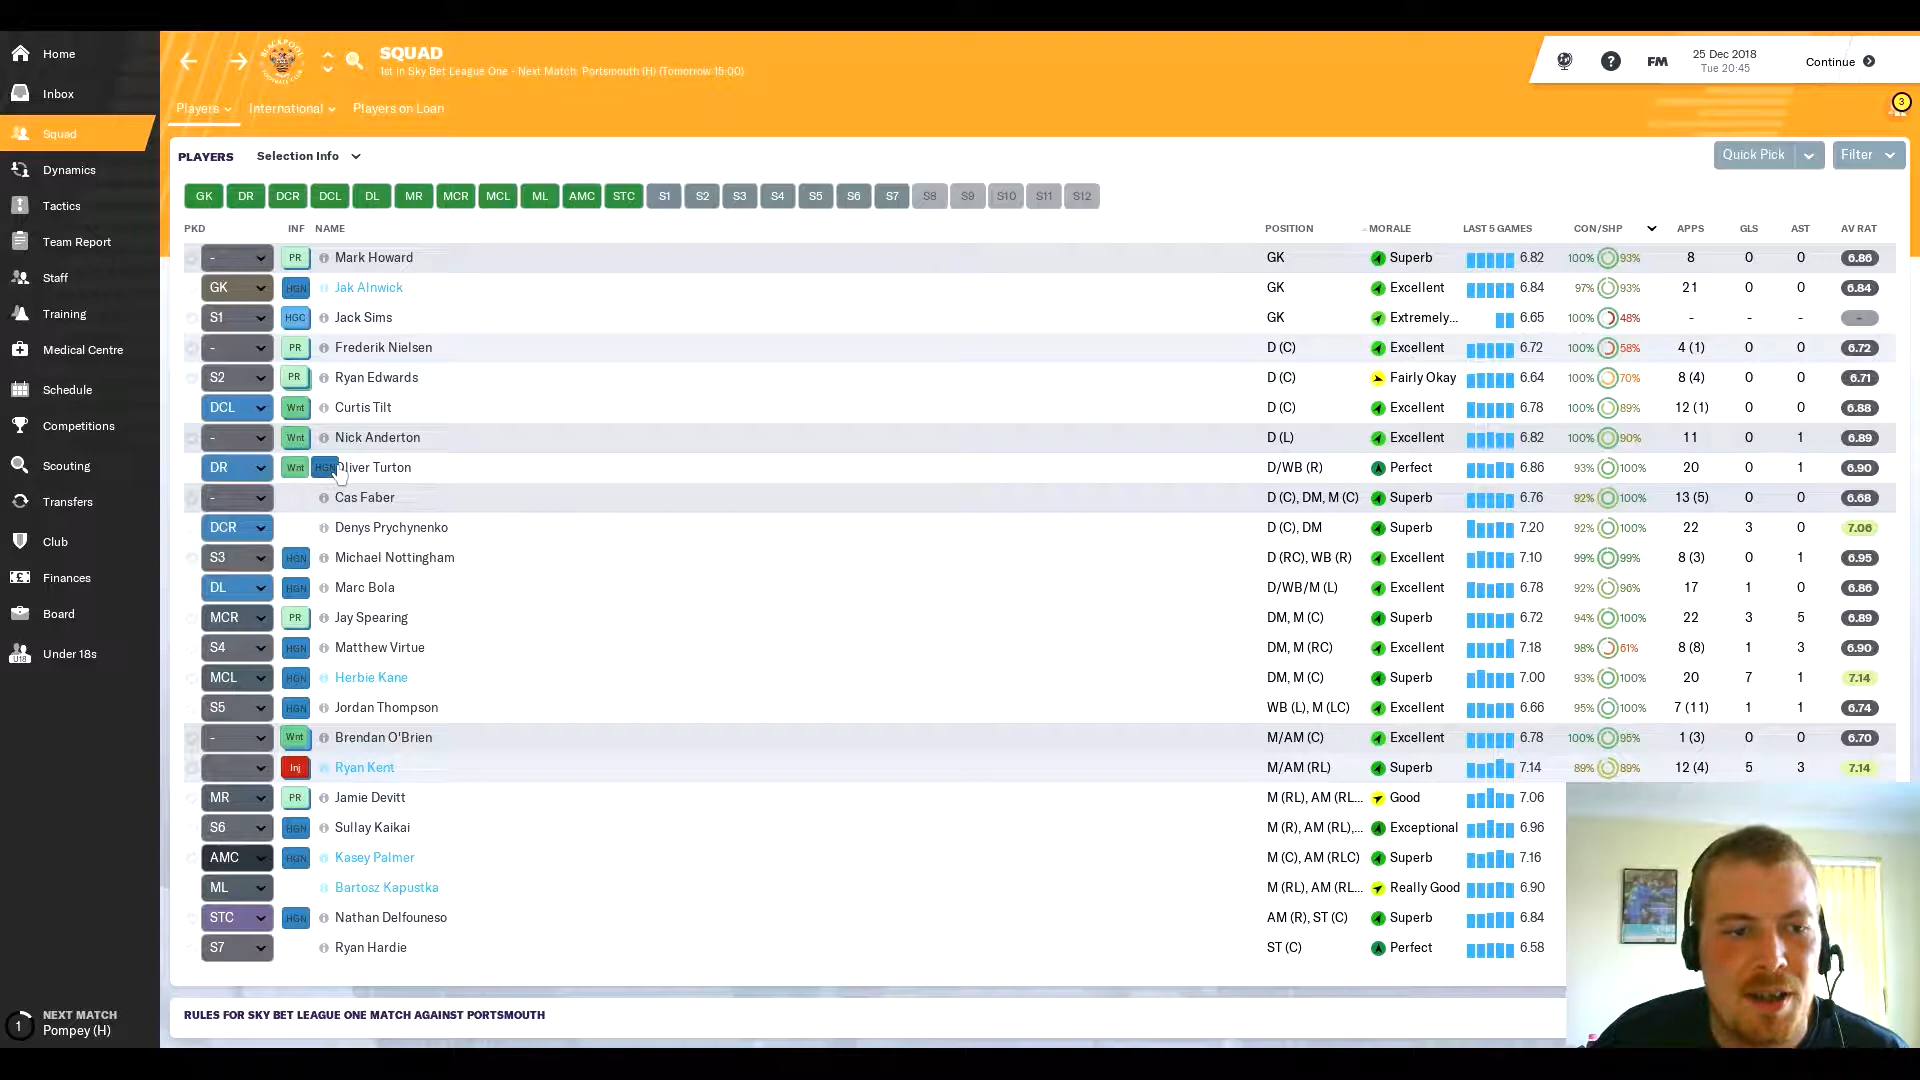 Home
Inbox
Squad
Dynamics
Tactics
Team Report
Staff
Training
Medical Centre
Schedule
Competitions
Scouting
Transfers
Club
Finances
Board
U18 Under 18s
1 NEXT MATCH
Pompey (H)
BLACKPOOL
SQUAD
1st in Sky Bet League One - Next Match: Portsmouth (H) (Tomorrow 15:00)
? FM 25 Dec 2018
Tue 20:45
Continue
3
Players International Players on Loan
PLAYERS Selection Info Quick Pick Filter
GK DR DCR DCL DL MR MCR MCL ML AMC STC S1 S2 S3 S4 S5 S6 S7 S8 S9 S10 S11 S12
PKD INF NAME POSITION MORALE LAST 5 GAMES CON/SHP APPS GLS AST AV RAT
- PR Mark Howard GK Superb 6.82 100% 93% 8 0 0 6.86
GK HGN Jak Alnwick GK Excellent 6.84 97% 93% 21 0 0 6.84
S1 HGC Jack Sims GK Extremely... 6.65 100% 48% - - - -
- PR Frederik Nielsen D (C) Excellent 6.72 100% 58% 4 (1) 0 0 6.72
S2 PR Ryan Edwards D (C) Fairly Okay 6.64 100% 70% 8 (4) 0 0 6.71
DCL Wnt Curtis Tilt D (C) Excellent 6.78 100% 89% 12 (1) 0 0 6.88
- Wnt Nick Anderton D (L) Excellent 6.82 100% 90% 11 0 1 6.89
DR Wnt HGN Oliver Turton D/WB (R) Perfect 6.86 93% 100% 20 0 1 6.90
- Cas Faber D (C), DM, M (C) Superb 6.76 92% 100% 13 (5) 0 0 6.68
DCR Denys Prychynenko D (C), DM Superb 7.20 92% 100% 22 3 0 7.06
S3 HGN Michael Nottingham D (RC), WB (R) Excellent 7.10 99% 99% 8 (3) 0 1 6.95
DL HGN Marc Bola D/WB/M (L) Excellent 6.78 92% 96% 17 1 0 6.86
MCR PR Jay Spearing DM, M (C) Superb 6.72 94% 100% 22 3 5 6.89
S4 HGN Matthew Virtue DM, M (RC) Excellent 7.18 98% 61% 8 (8) 1 3 6.90
MCL HGN Herbie Kane DM, M (C) Superb 7.00 93% 100% 20 7 1 7.14
S5 HGN Jordan Thompson WB (L), M (LC) Excellent 6.66 95% 100% 7 (11) 1 1 6.74
- Wnt Brendan O'Brien M/AM (C) Excellent 6.78 100% 95% 1 (3) 0 0 6.70
Inj Ryan Kent M/AM (RL) Superb 7.14 89% 89% 12 (4) 5 3 7.14
MR PR Jamie Devitt M (RL), AM (RL... Good 7.06
S6 HGN Sullay Kaikai M (R), AM (RL),... Exceptional 6.96
AMC HGN Kasey Palmer M (C), AM (RLC) Superb 7.16
ML Bartosz Kapustka M (RL), AM (RL... Really Good 6.90
STC HGN Nathan Delfouneso AM (R), ST (C) Superb 6.84
S7 Ryan Hardie ST (C) Perfect 6.58
RULES FOR SKY BET LEAGUE ONE MATCH AGAINST PORTSMOUTH